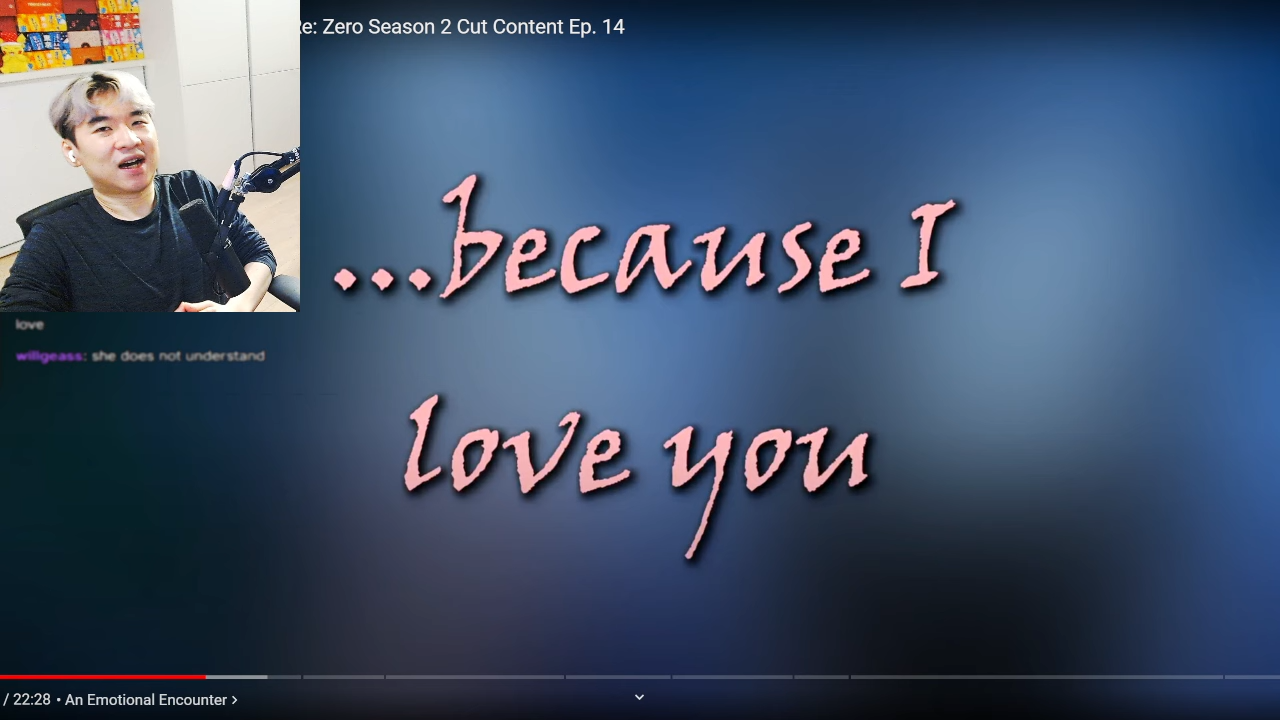 e: Zero Season 2 Cut Content Ep. 14
...because I
love you
love
willgeass: she does not understand
/ 22:28 • An Emotional Encounter >